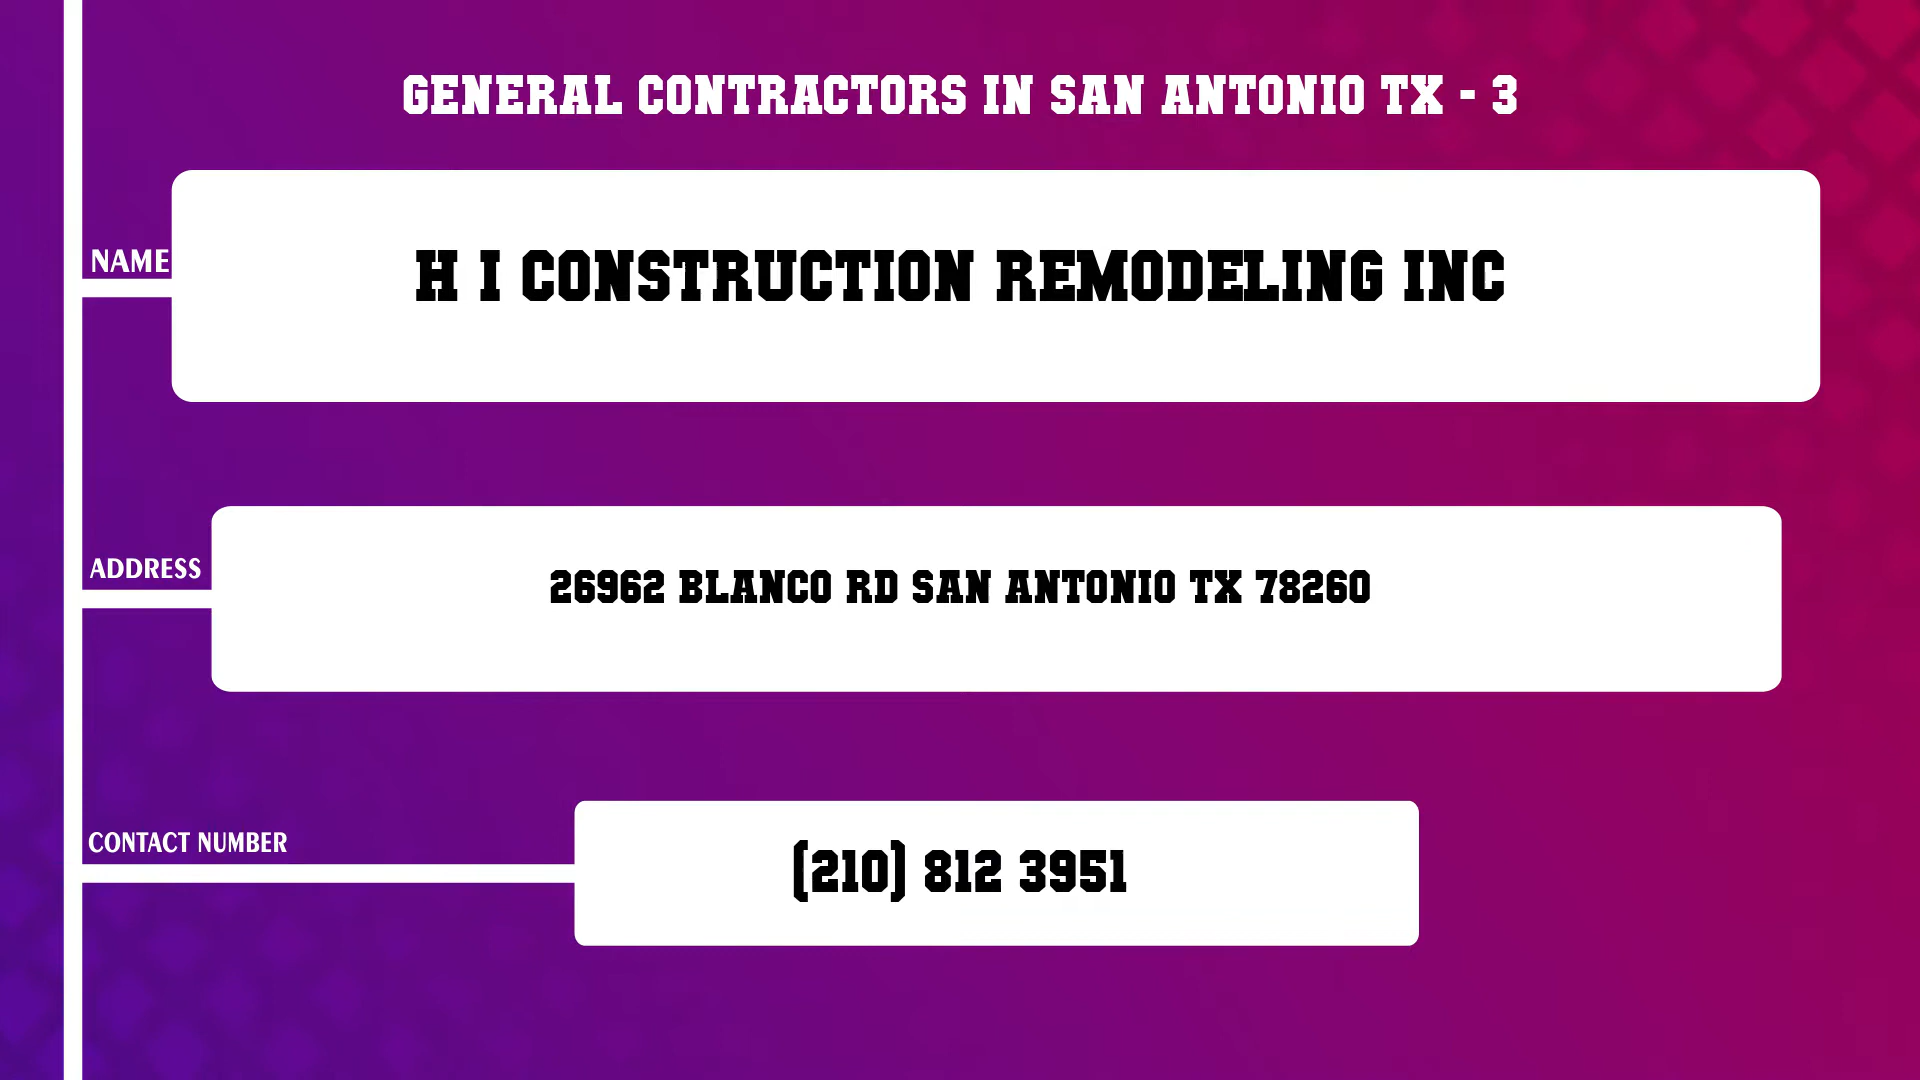 GENERAL CONTRACTORS IN SAN ANTONIO TX - 3
NAME
H I CONSTRUCTION REMODELING INC
ADDRESS
26962 BLANCO RD SAN ANTONIO TX 78260
CONTACT NUMBER
(210) 812 3951